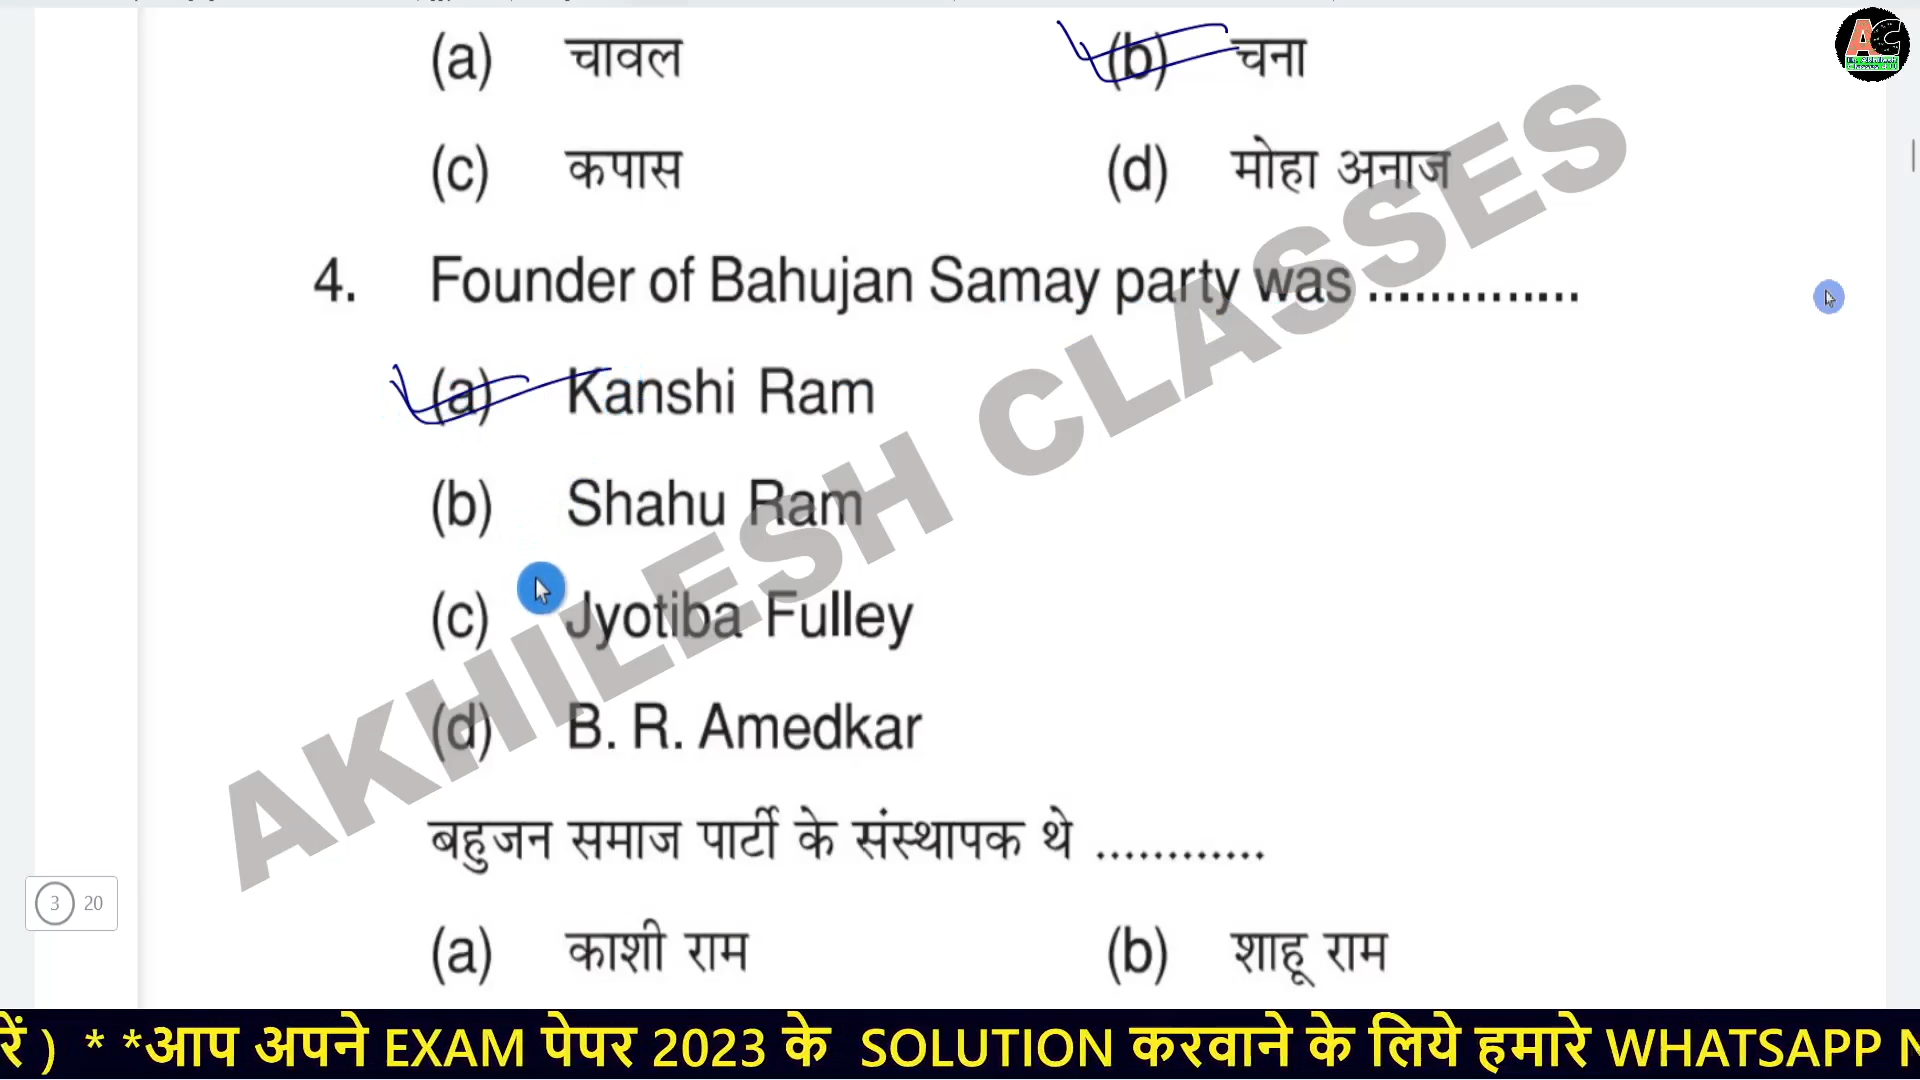 (a) चावल (b) चना
(c) कपास (d) मोहा अनाज
4. Founder of Bahujan Samay party was ..............
(a) Kanshi Ram
(b) Shahu Ram
(c) Jyotiba Fulley
(d) B. R. Amedkar
बहुजन समाज पार्टी के संस्थापक थे ............
(a) काशी राम (b) शाहू राम
AKHILESH CLASSES
3 20
रें ) * *आप अपने EXAM पेपर 2023 के SOLUTION करवाने के लिये हमारे WHATSAPP N
AC